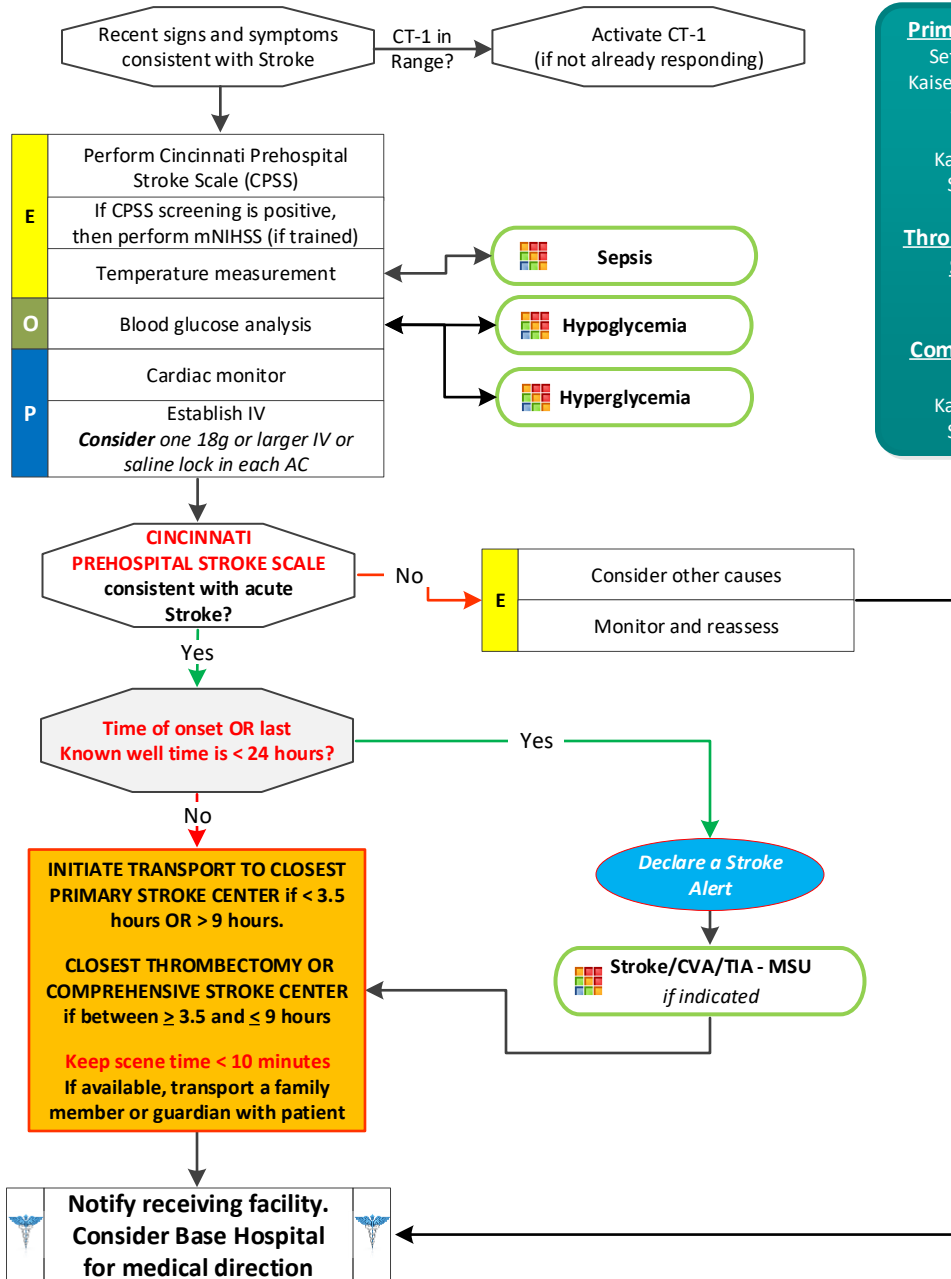 Recent signs and symptoms
consistent with Stroke
CT-1 in
Range?
Activate CT-1
(if not already responding)
E
Perform Cincinnati Prehospital
Stroke Scale (CPSS)
If CPSS screening is positive,
then perform mNIHSS (if trained)
Temperature measurement
Sepsis
O
Blood glucose analysis
Hypoglycemia
Hyperglycemia
P
Cardiac monitor
Establish IV
Consider one 18g or larger IV or
saline lock in each AC
CINCINNATI
PREHOSPITAL STROKE SCALE
consistent with acute
Stroke?
No
E
Consider other causes
Monitor and reassess
Yes
Time of onset OR last
Known well time is < 24 hours?
Yes
No
Declare a Stroke
Alert
Stroke/CVA/TIA - MSU
if indicated
INITIATE TRANSPORT TO CLOSEST
PRIMARY STROKE CENTER if < 3.5
hours OR > 9 hours.
CLOSEST THROMBECTOMY OR
COMPREHENSIVE STROKE CENTER
if between ≥ 3.5 and ≤ 9 hours
Keep scene time < 10 minutes
If available, transport a family
member or guardian with patient
Notify receiving facility.
Consider Base Hospital
for medical direction